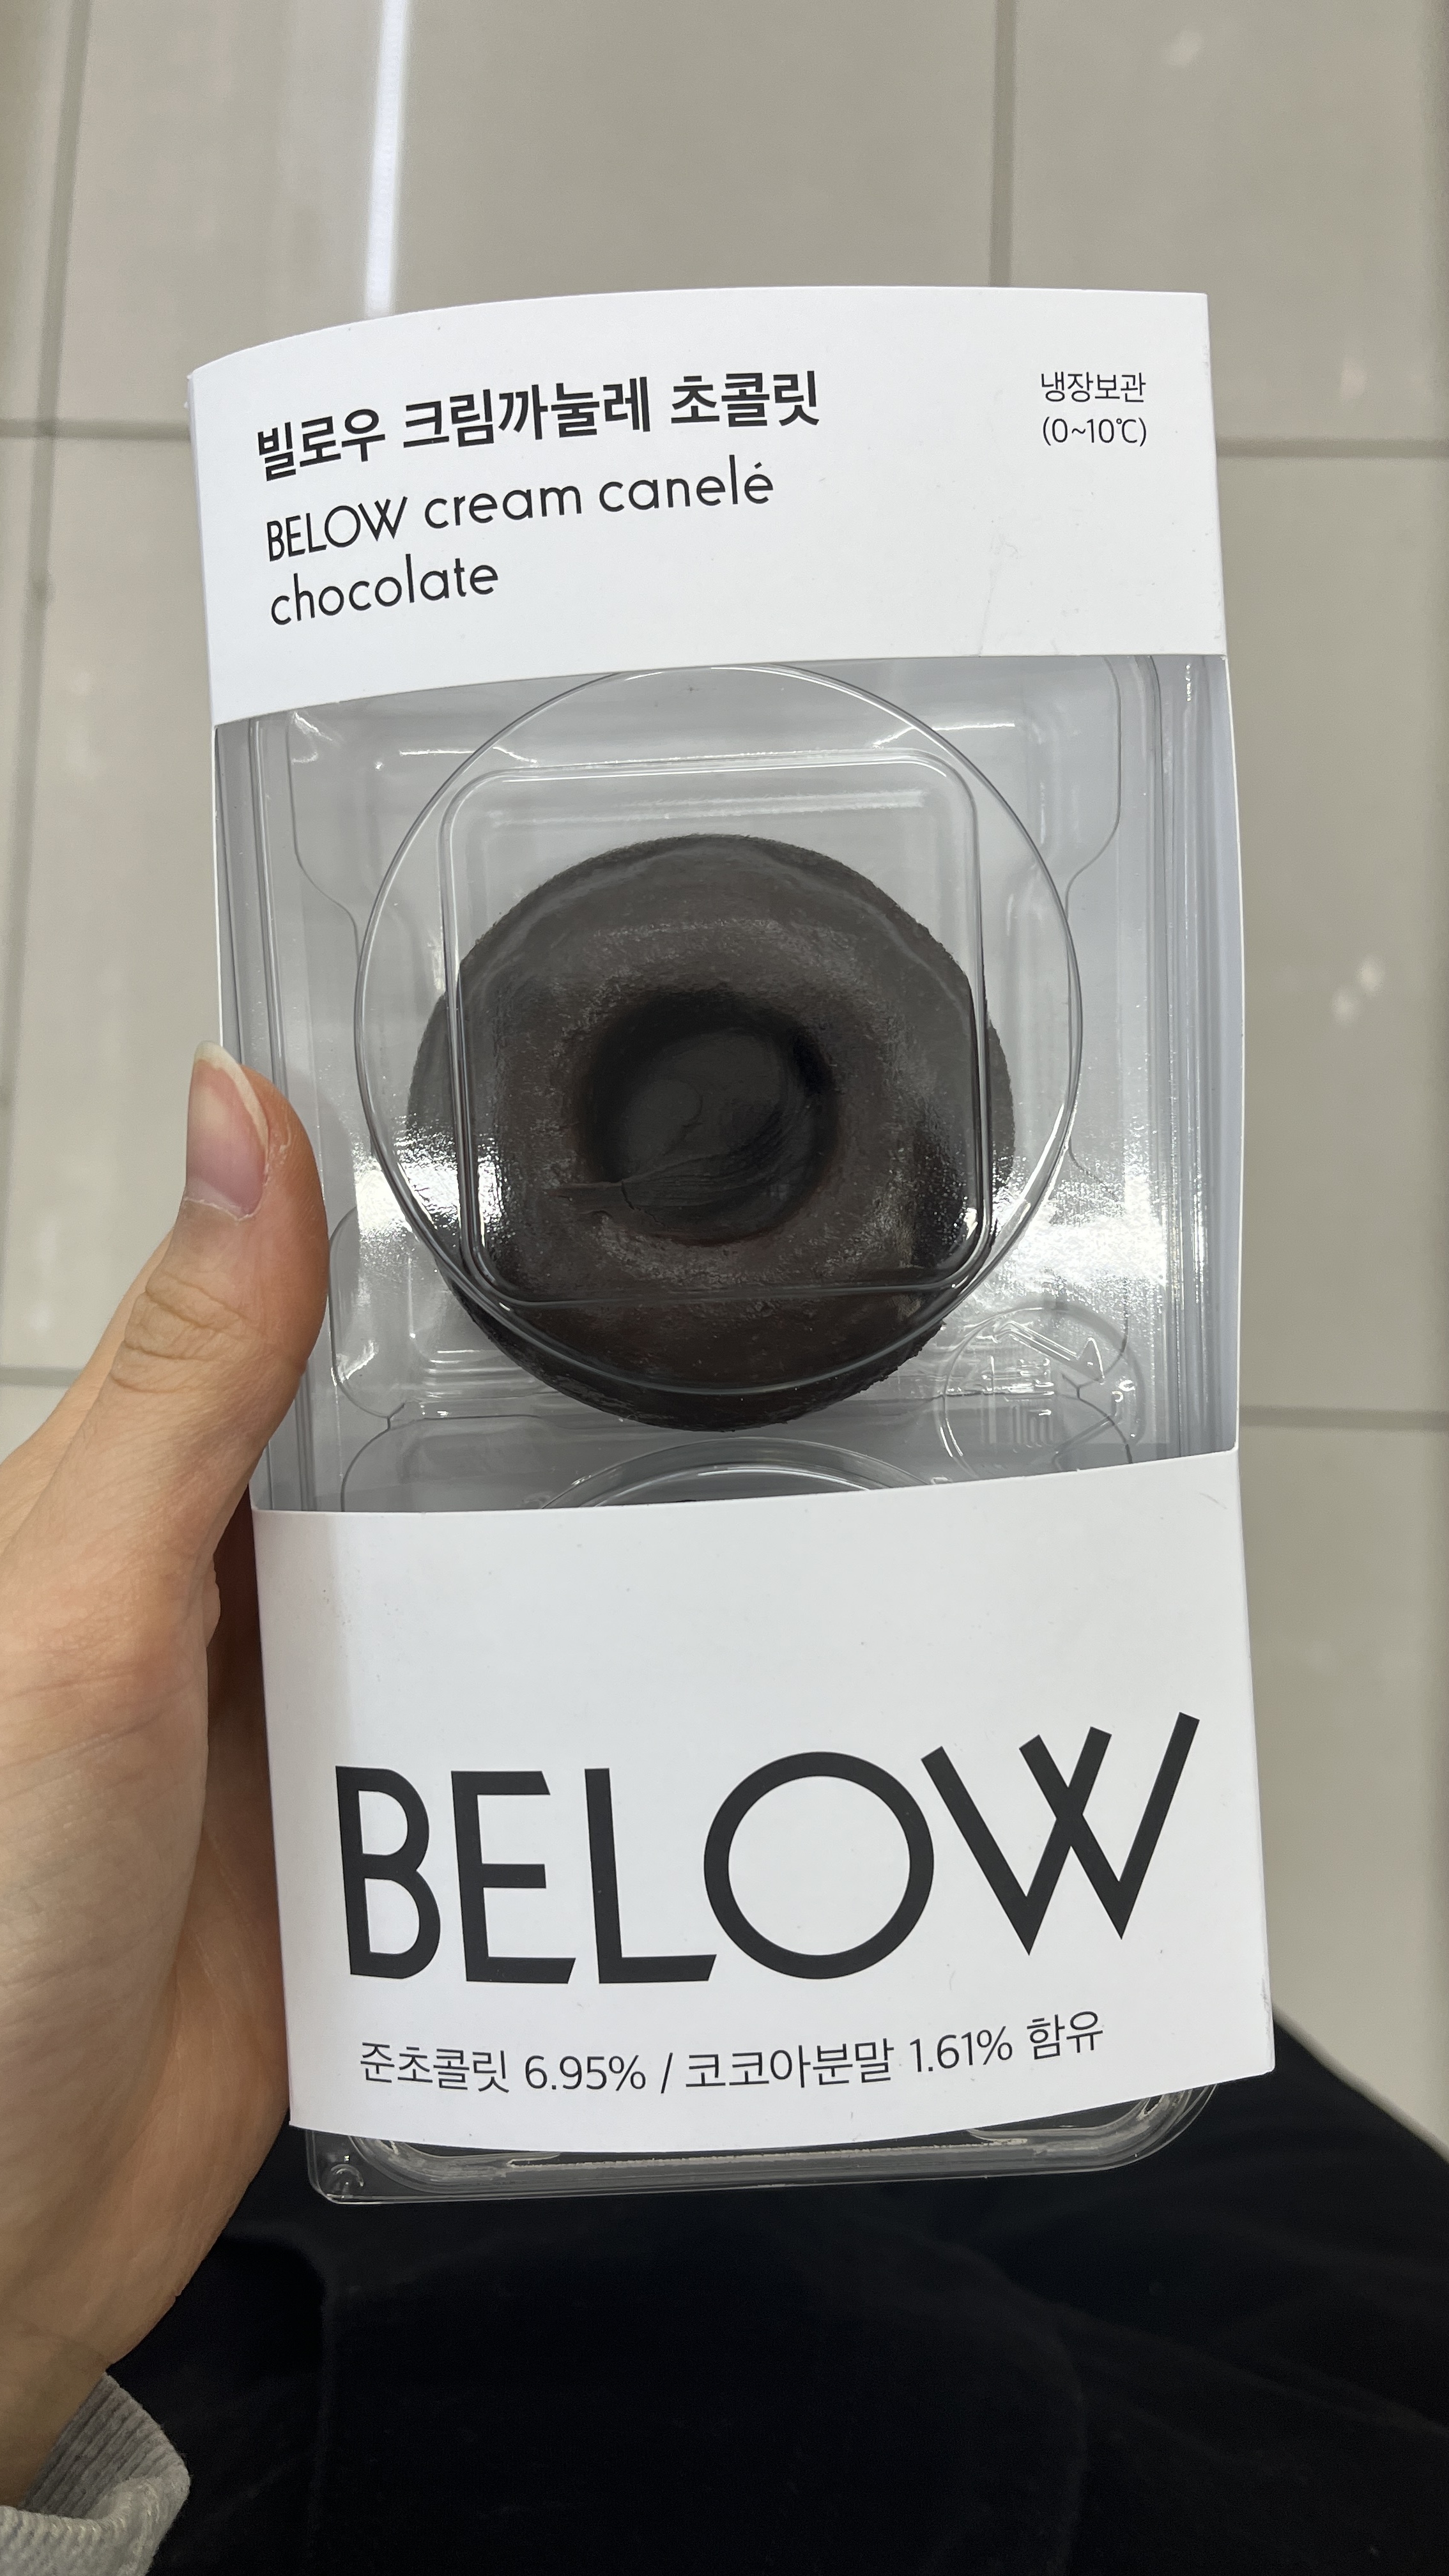 빌로우 크림까눌레 초콜릿
BELOW cream canelé
chocolate
냉장보관
(0~10℃)
BELOW
준초콜릿 6.95% / 코코아분말 1.61% 함유